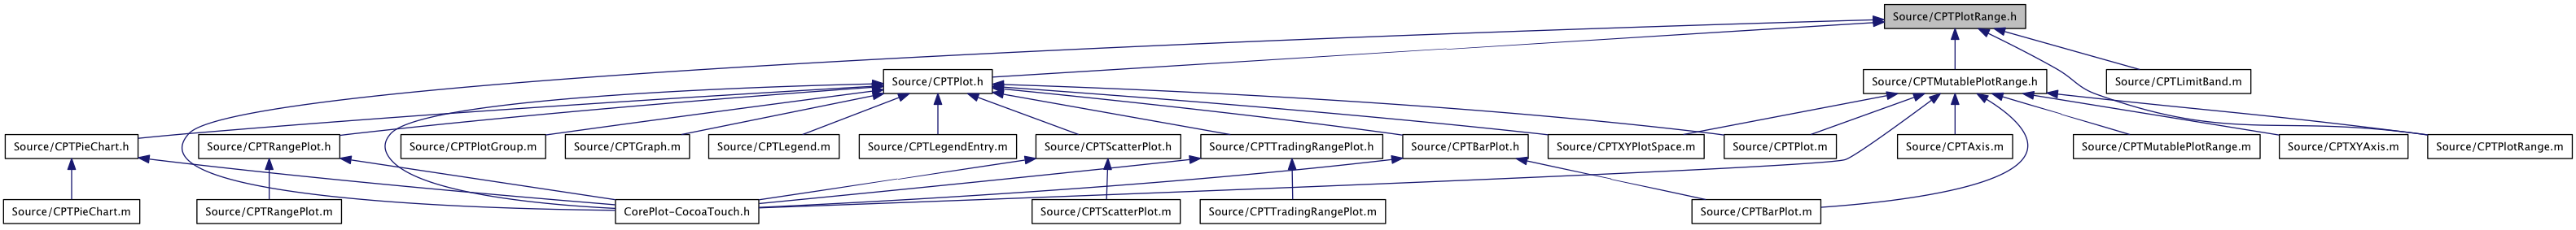 Source/CPTPlotRange.h
Source/CPTPlot.h
Source/CPTMutablePlotRange.h
Source/CPTLimitBand.m
Source/CPTPieChart.h
Source/CPTRangePlot.h
Source/CPTPlotGroup.m
Source/CPTGraph.m
Source/CPTLegend.m
Source/CPTLegendEntry.m
Source/CPTScatterPlot.h
Source/CPTTradingRangePlot.h
Source/CPTBarPlot.h
Source/CPTXYPlotSpace.m
Source/CPTPlot.m
Source/CPTAxis.m
Source/CPTMutablePlotRange.m
Source/CPTXYAxis.m
Source/CPTPlotRange.m
Source/CPTPieChart.m
Source/CPTRangePlot.m
CorePlot-CocoaTouch.h
Source/CPTScatterPlot.m
Source/CPTTradingRangePlot.m
Source/CPTBarPlot.m